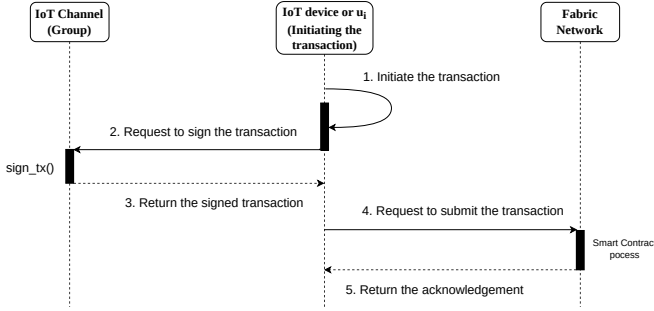 IoT Channel
(Group)
IoT device or ui
(Initiating the
transaction)
Fabric
Network
1. Initiate the transaction
2. Request to sign the transaction
sign_tx()
3. Return the signed transaction
4. Request to submit the transaction
Smart Contrac
pocess
5. Return the acknowledgement